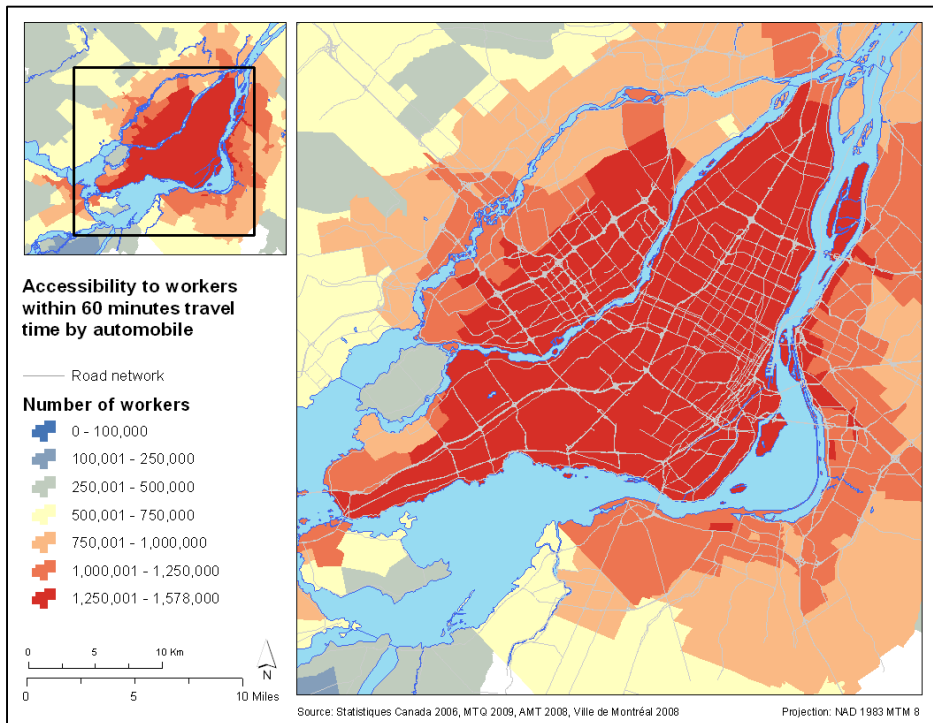 Accessibility to workers
within 60 minutes travel
time by automobile
Road network
Number of workers
0 - 100,000
100,001 - 250,000
250,001 - 500,000
500,001 - 750,000
750,001 - 1,000,000
1,000,001 - 1,250,000
1,250,001 - 1,578,000
0 5 10 Km
N
0 5 10 Miles
Source: Statistiques Canada 2006, MTQ 2009, AMT 2008, Ville de Montréal 2008
Projection: NAD 1983 MTM 8